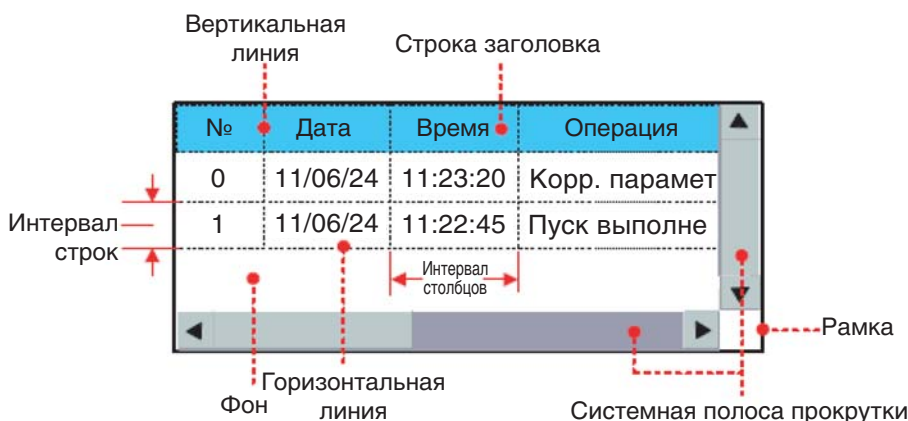 Вертикальная
линия
Строка заголовка
№ Дата Время Операция
0 11/06/24 11:23:20 Корр. парамет
1 11/06/24 11:22:45 Пуск выполне
Интервал
строк
Интервал
столбцов
Рамка
Горизонтальная
линия
Фон
Системная полоса прокрутки